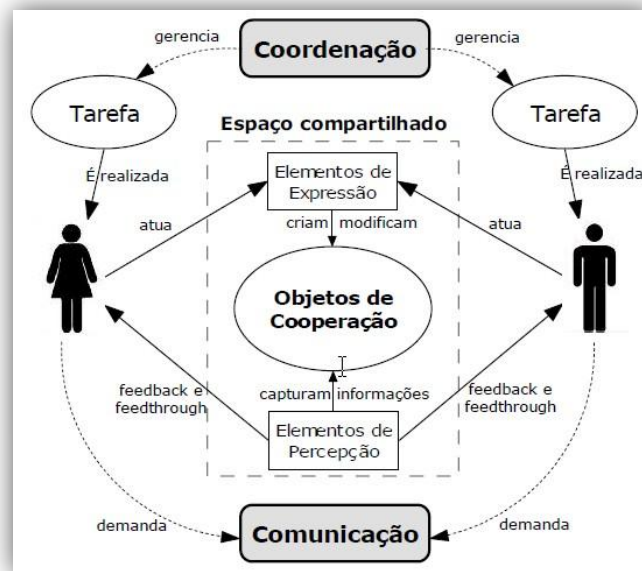 Coordenação
gerencia
gerencia
Tarefa
Tarefa
Espaço compartilhado
É realizada
É realizada
Elementos de
Expressão
atua
atua
criam modificam
Objetos de
Cooperação
feedback e
feedthrough
capturam informações
feedback e
feedthrough
Elementos de
Percepção
demanda
demanda
Comunicação